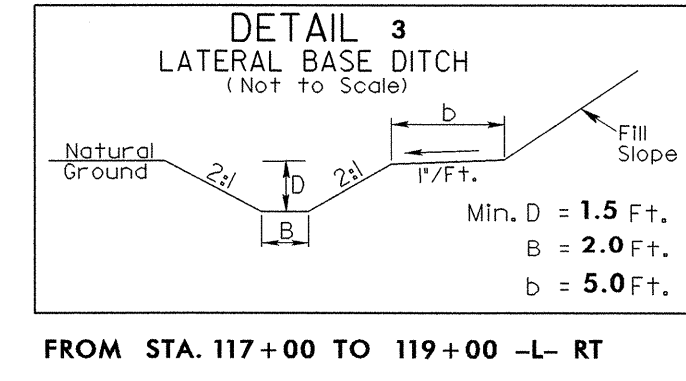 DETAIL 3
LATERAL BASE DITCH
(Not to Scale)
b
Natural
Ground
2:1
D
2:1
1"/Ft.
Fill
Slope
B
Min. D = 1.5 Ft.
B = 2.0 Ft.
b = 5.0 Ft.
FROM STA. 117+00 TO 119+00 -L- RT